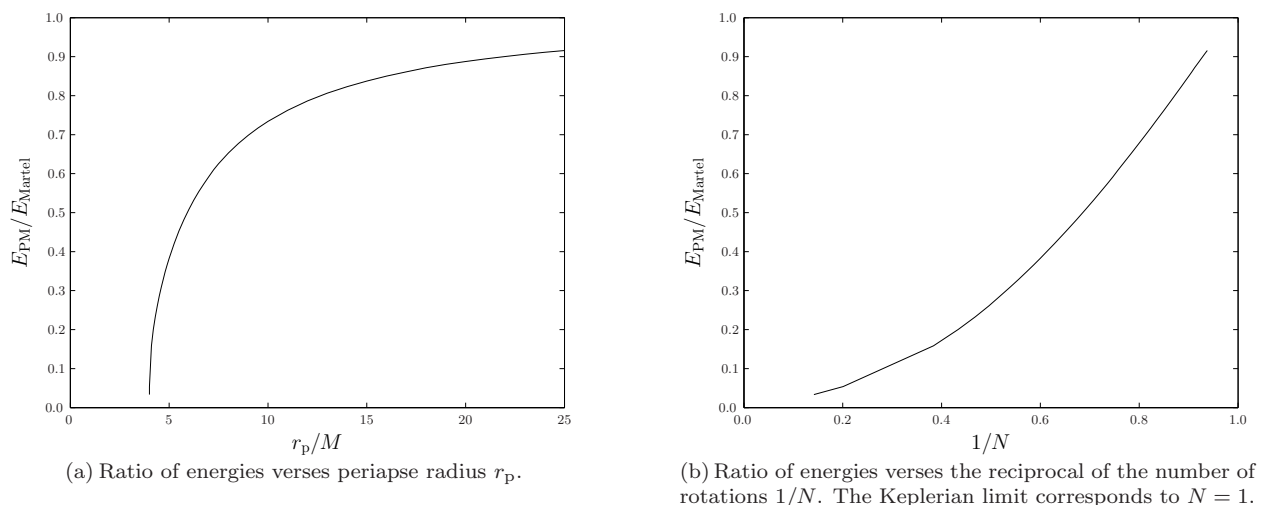 1.0
0.9
0.8
0.7
0.6
0.5
0.4
0.3
0.2
0.1
0.0
E_PM/E_Martel
0 5 10 15 20 25
r_p/M
(a) Ratio of energies verses periapse radius r_p.
1.0
0.9
0.8
0.7
0.6
0.5
0.4
0.3
0.2
0.1
0.0
E_PM/E_Martel
0.0 0.2 0.4 0.6 0.8 1.0
1/N
(b) Ratio of energies verses the reciprocal of the number of
rotations 1/N. The Keplerian limit corresponds to N = 1.